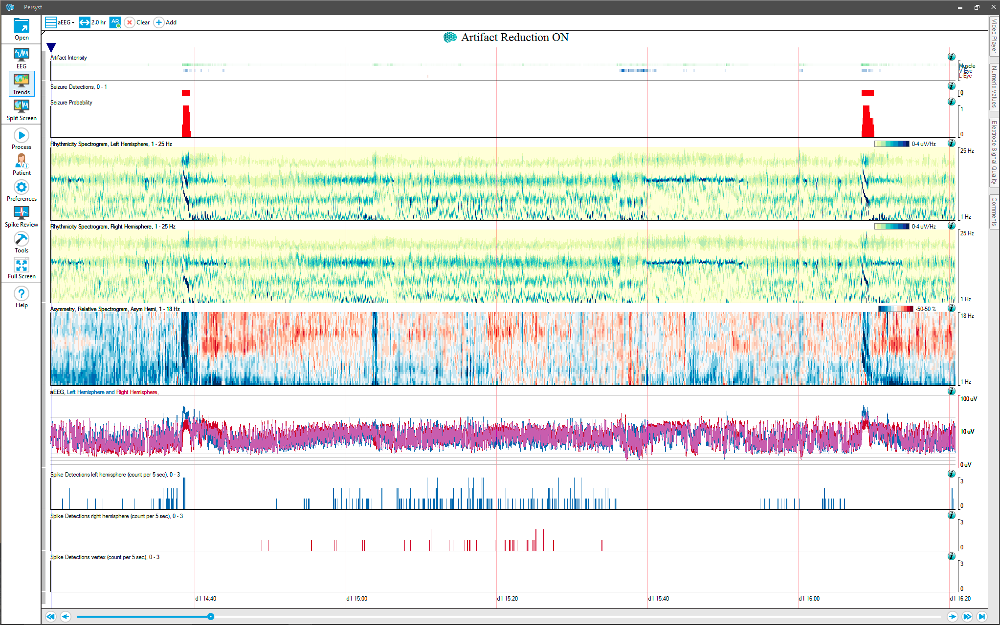 Persyst
aEEG
2.0 hr
AR
Clear
Add
Open
EEG
Trends
Split Screen
Process
Patient
Preferences
Spike Review
Tools
Full Screen
Help
Artifact Reduction ON
Artifact Intensity
Muscle
V-Eye
L-Eye
Seizure Detections, 0 - 1
Seizure Probability
1
0
Rhythmicity Spectrogram, Left Hemisphere, 1 - 25 Hz
0-4 uV/Hz
25 Hz
1 Hz
Rhythmicity Spectrogram, Right Hemisphere, 1 - 25 Hz
0-4 uV/Hz
25 Hz
1 Hz
Asymmetry, Relative Spectrogram, Asym Hemi, 1 - 18 Hz
-50-50 %
18 Hz
1 Hz
aEEG, Left Hemisphere and Right Hemisphere,
100 uV
10 uV
0 uV
Spike Detections left hemisphere (count per 5 sec), 0 - 3
3
0
Spike Detections right hemisphere (count per 5 sec), 0 - 3
3
0
Spike Detections vertex (count per 5 sec), 0 - 3
3
0
d1 14:40
d1 15:00
d1 15:20
d1 15:40
d1 16:00
d1 16:20
Video Player
Numeric Values
Electrode Signal Quality
Comments